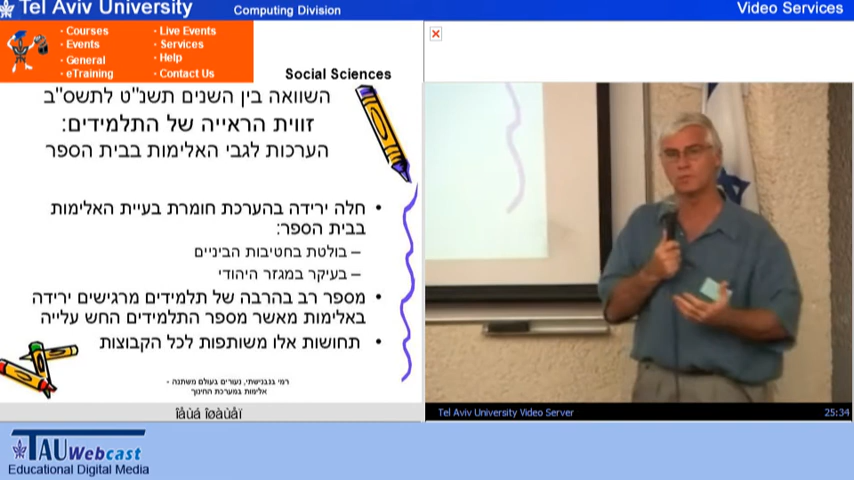 Tel Aviv University
Computing Division
Video Services
· Courses
· Live Events
· Events
· Services
· General
· Help
· eTraining
· Contact Us
Social Sciences
השוואה בין השנים תשנ"ט לתשס"ב
זווית הראייה של התלמידים:
הערכות לגבי האלימות בבית הספר
• חלה ירידה בהערכת חומרת בעיית האלימות
בבית הספר:
– בולטת בחטיבות הביניים
– בעיקר במגזר היהודי
• מספר רב בהרבה של תלמידים מרגישים ירידה
באלימות מאשר מספר התלמידים החש עלייה
• תחושות אלו משותפות לכל הקבוצות
רמי בנבנישתי, נעורים בעולם משתנה -
אלימות במערכת החינוך
îåùá îøàùåï
Tel Aviv University Video Server
25:34
TAU Webcast
Educational Digital Media